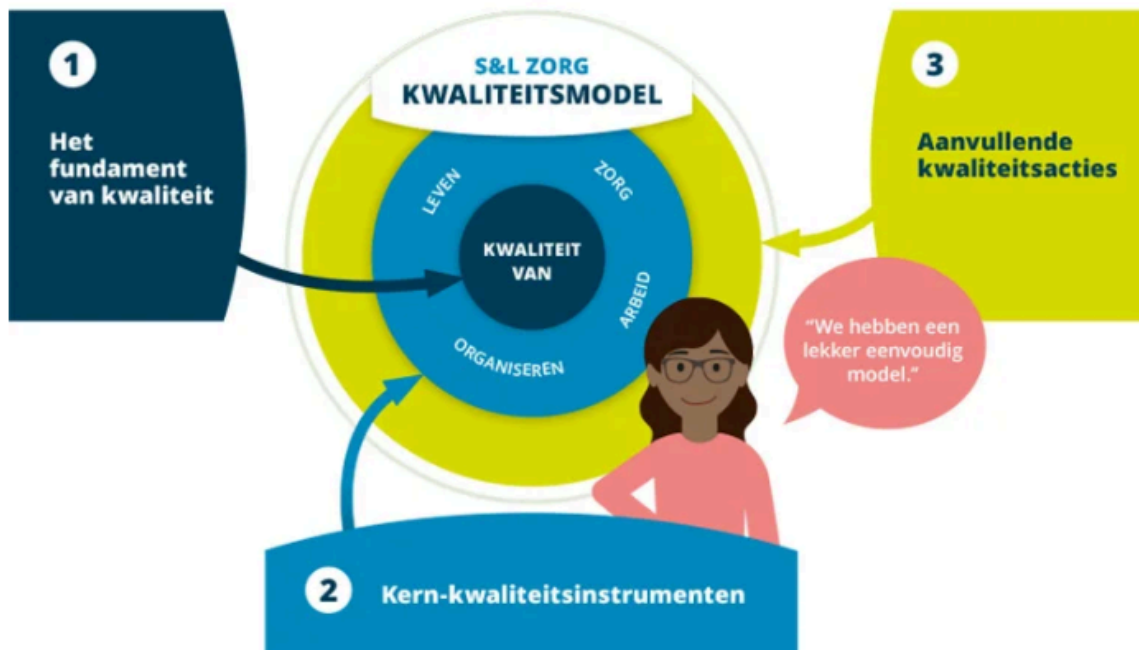 1
Het
fundament
van kwaliteit
S&L ZORG
KWALITEITSMODEL
LEVEN
ZORG
ARBEID
ORGANISEREN
KWALITEIT
VAN
3
Aanvullende
kwaliteitsacties
“We hebben een
lekker eenvoudig
model.“
2
Kern-kwaliteitsinstrumenten